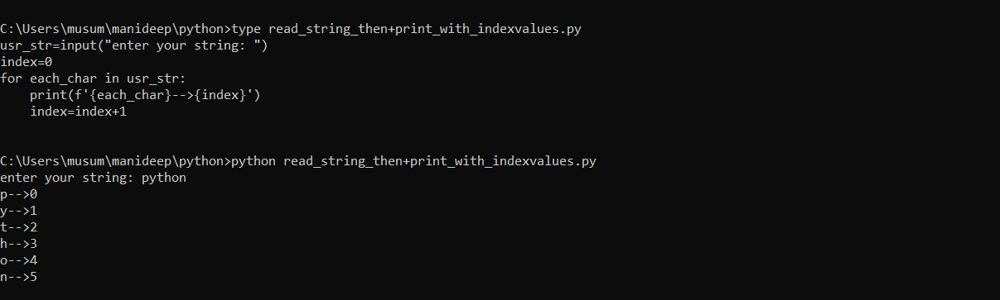 C:\Users\musum\manideep\python>type read_string_then+print_with_indexvalues.py
usr_str=input("enter your string: ")
index=0
for each_char in usr_str:
    print(f'{each_char}-->{index}')
    index=index+1
C:\Users\musum\manideep\python>python read_string_then+print_with_indexvalues.py
enter your string: python
p-->0
y-->1
t-->2
h-->3
o-->4
n-->5